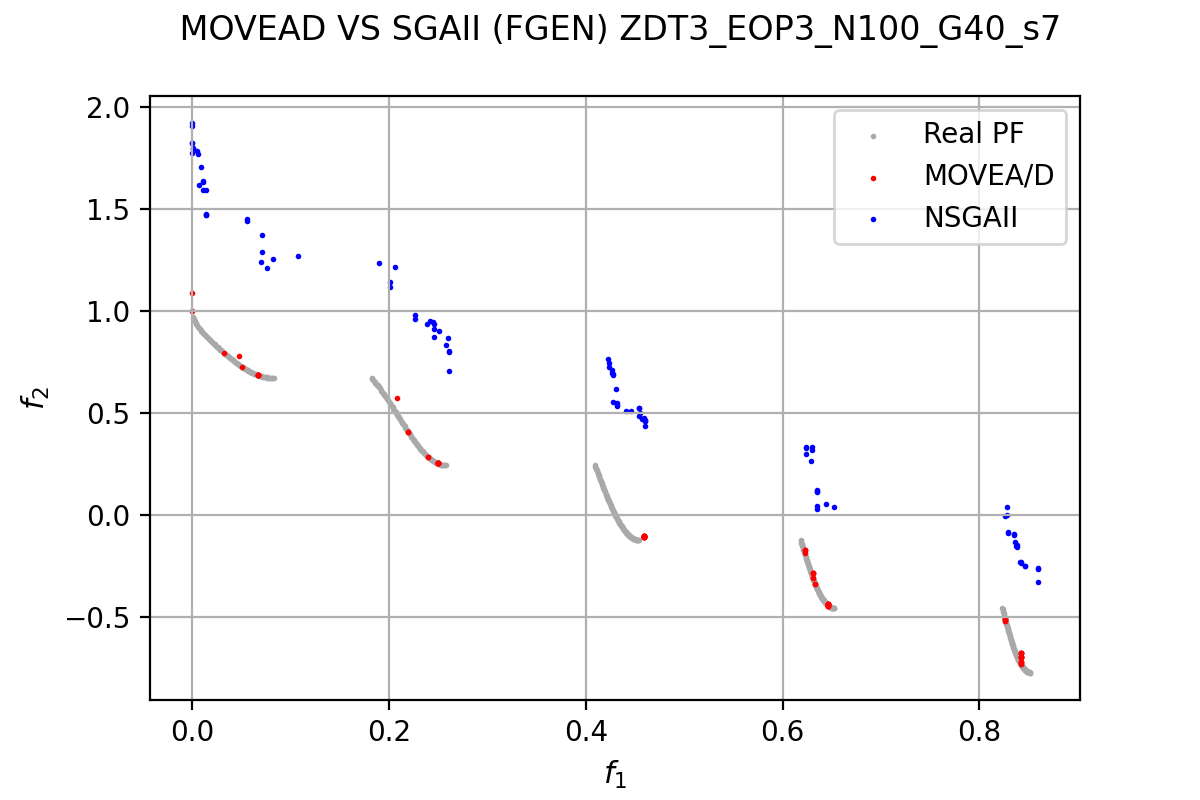 MOVEAD VS SGAII (FGEN) ZDT3_EOP3_N100_G40_s7
Real PF
MOVEA/D
NSGAII
2.0
1.5
1.0
0.5
0.0
−0.5
f2
0.0 0.2 0.4 0.6 0.8
f1